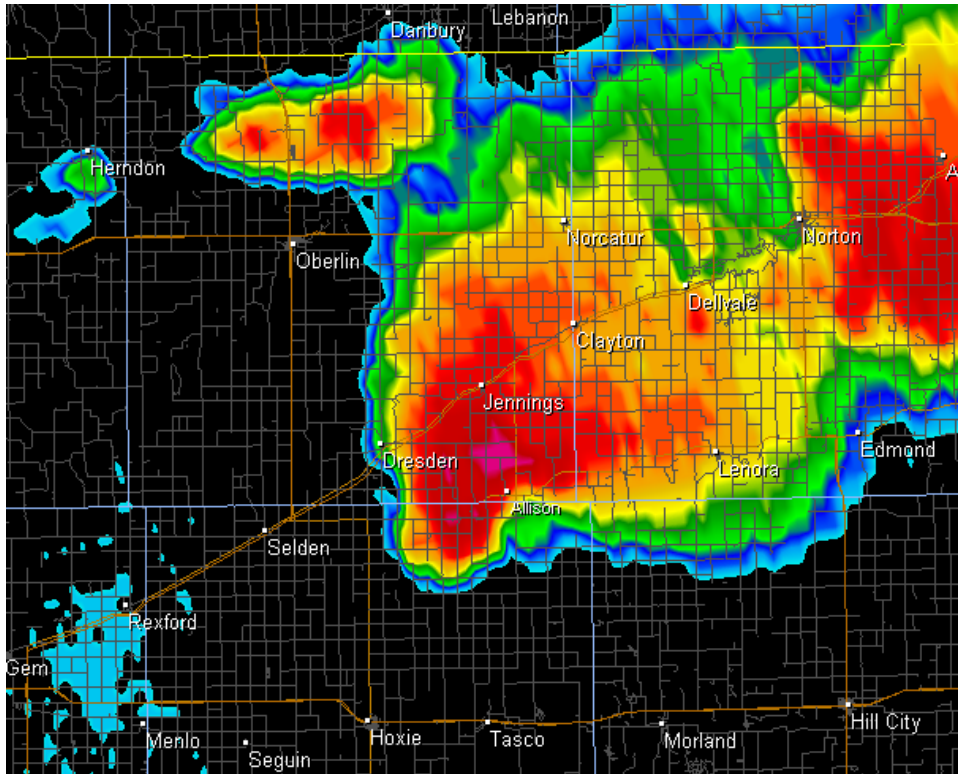 Lebanon
Danbury
Herndon
A
Norcatur
Norton
Oberlin
Dellvale
Clayton
Jennings
Dresden
Lenora
Edmond
Allison
Selden
Rexford
Gem
Menlo
Seguin
Hoxie
Tasco
Morland
Hill City